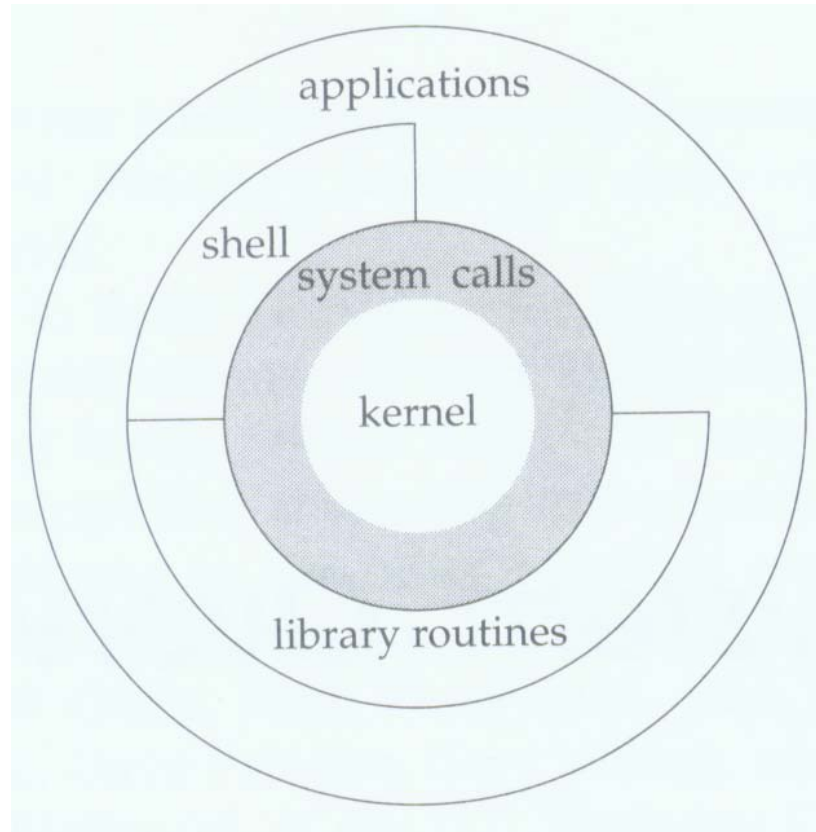 applications
shell
system calls
kernel
library routines